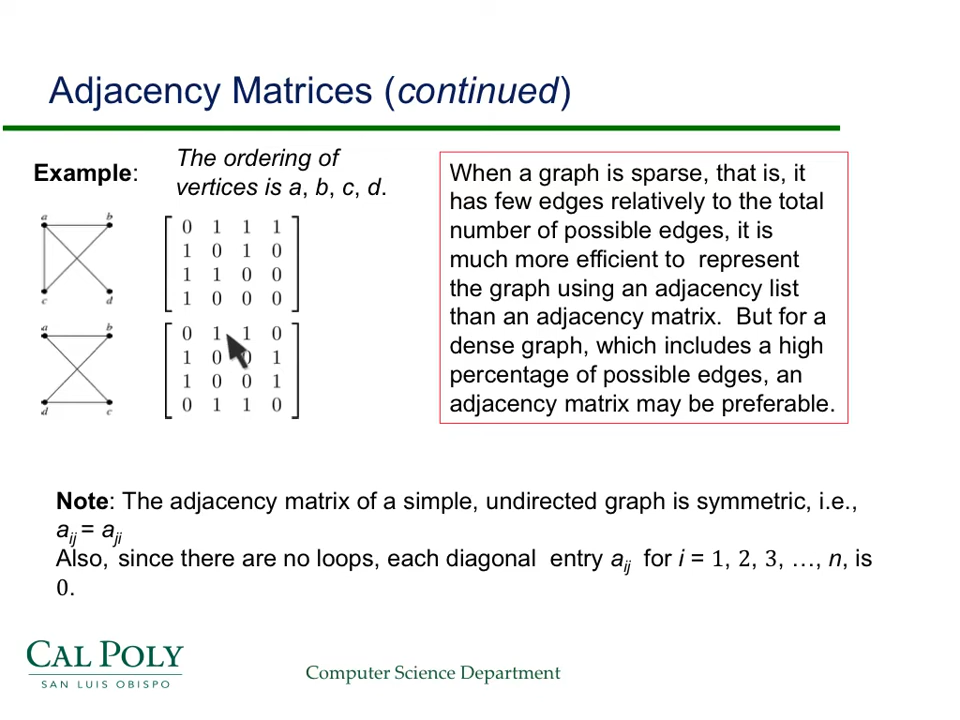 Adjacency Matrices (continued)
Example:
The ordering of
vertices is a, b, c, d.
a b
c d
0 1 1 1
1 0 1 0
1 1 0 0
1 0 0 0
a b
d c
0 1 1 0
1 0 0 1
1 0 0 1
0 1 1 0
When a graph is sparse, that is, it
has few edges relatively to the total
number of possible edges, it is
much more efficient to represent
the graph using an adjacency list
than an adjacency matrix. But for a
dense graph, which includes a high
percentage of possible edges, an
adjacency matrix may be preferable.
Note: The adjacency matrix of a simple, undirected graph is symmetric, i.e.,
aij = aji
Also, since there are no loops, each diagonal entry aij for i = 1, 2, 3, …, n, is
0.
CAL POLY
SAN LUIS OBISPO
Computer Science Department